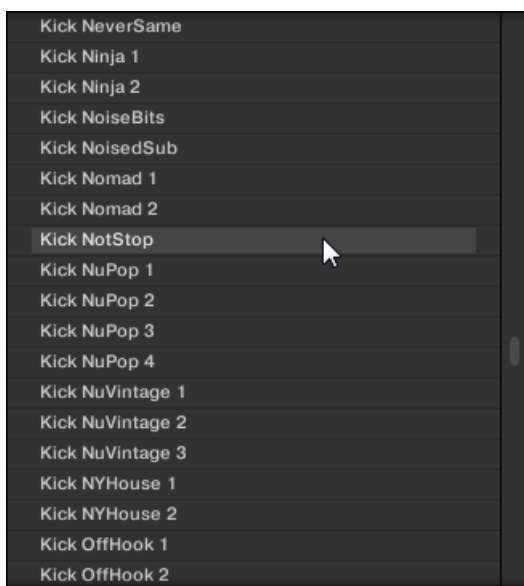 Kick NeverSame
Kick Ninja 1
Kick Ninja 2
Kick NoiseBits
Kick NoisedSub
Kick Nomad 1
Kick Nomad 2
Kick NotStop
Kick NuPop 1
Kick NuPop 2
Kick NuPop 3
Kick NuPop 4
Kick NuVintage 1
Kick NuVintage 2
Kick NuVintage 3
Kick NYHouse 1
Kick NYHouse 2
Kick OffHook 1
Kick OffHook 2